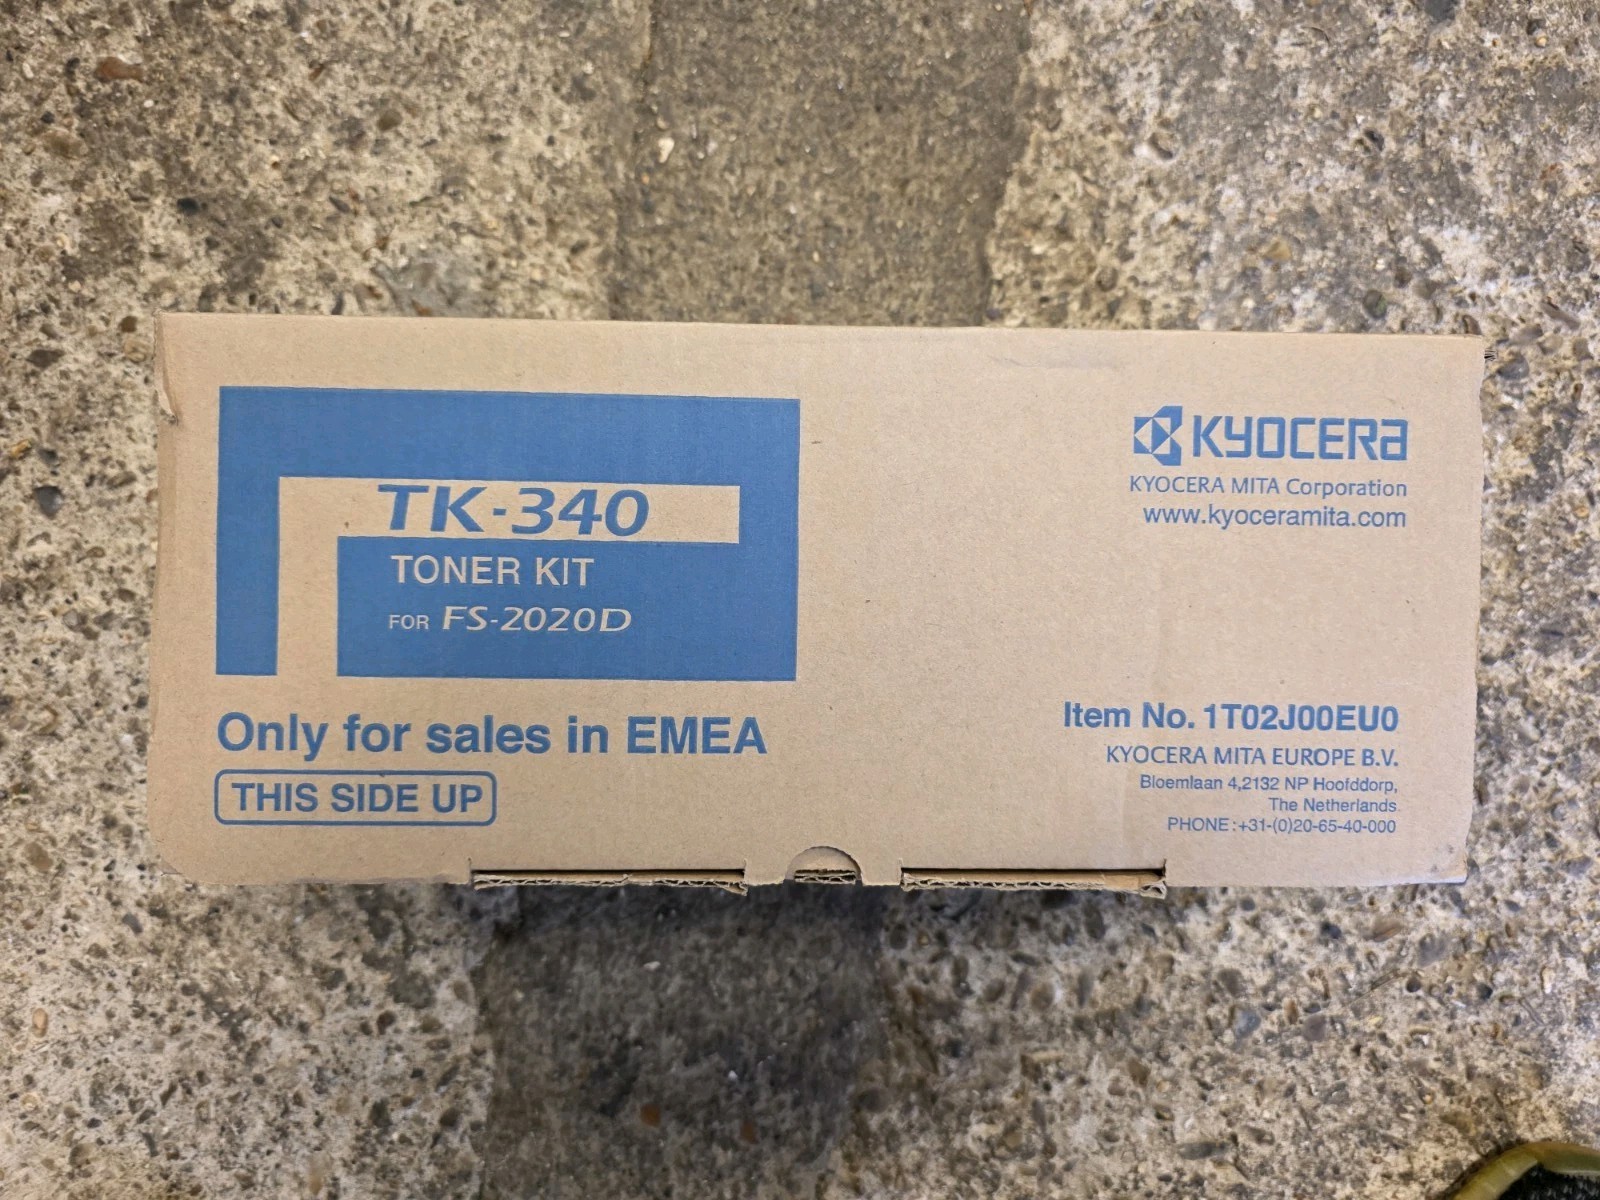 TK-340
TONER KIT
FOR FS-2020D
Only for sales in EMEA
THIS SIDE UP
KYOCERA
KYOCERA MITA Corporation
www.kyoceramita.com
Item No. 1T02J00EU0
KYOCERA MITA EUROPE B.V.
Bloemlaan 4,2132 NP Hoofddorp,
The Netherlands
PHONE:+31-(0)20-65-40-000